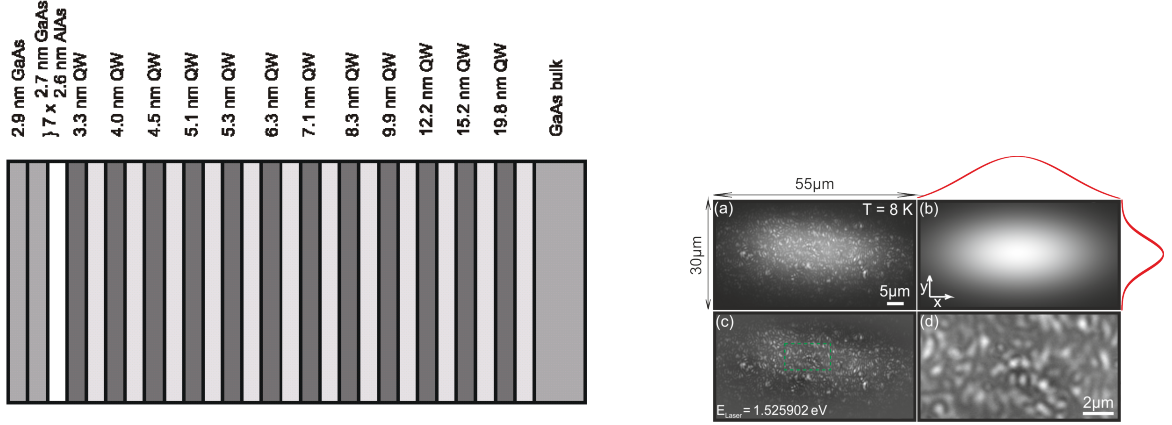 2.9 nm GaAs
} 7 x 2.7 nm GaAs
2.6 nm AlAs
3.3 nm QW
4.0 nm QW
4.5 nm QW
5.1 nm QW
5.3 nm QW
6.3 nm QW
7.1 nm QW
8.3 nm QW
9.9 nm QW
12.2 nm QW
15.2 nm QW
19.8 nm QW
GaAs bulk
55µm
30µm
(a)
T = 8 K
5µm
(b)
y
x
(c)
E_Laser = 1.525902 eV
(d)
2µm